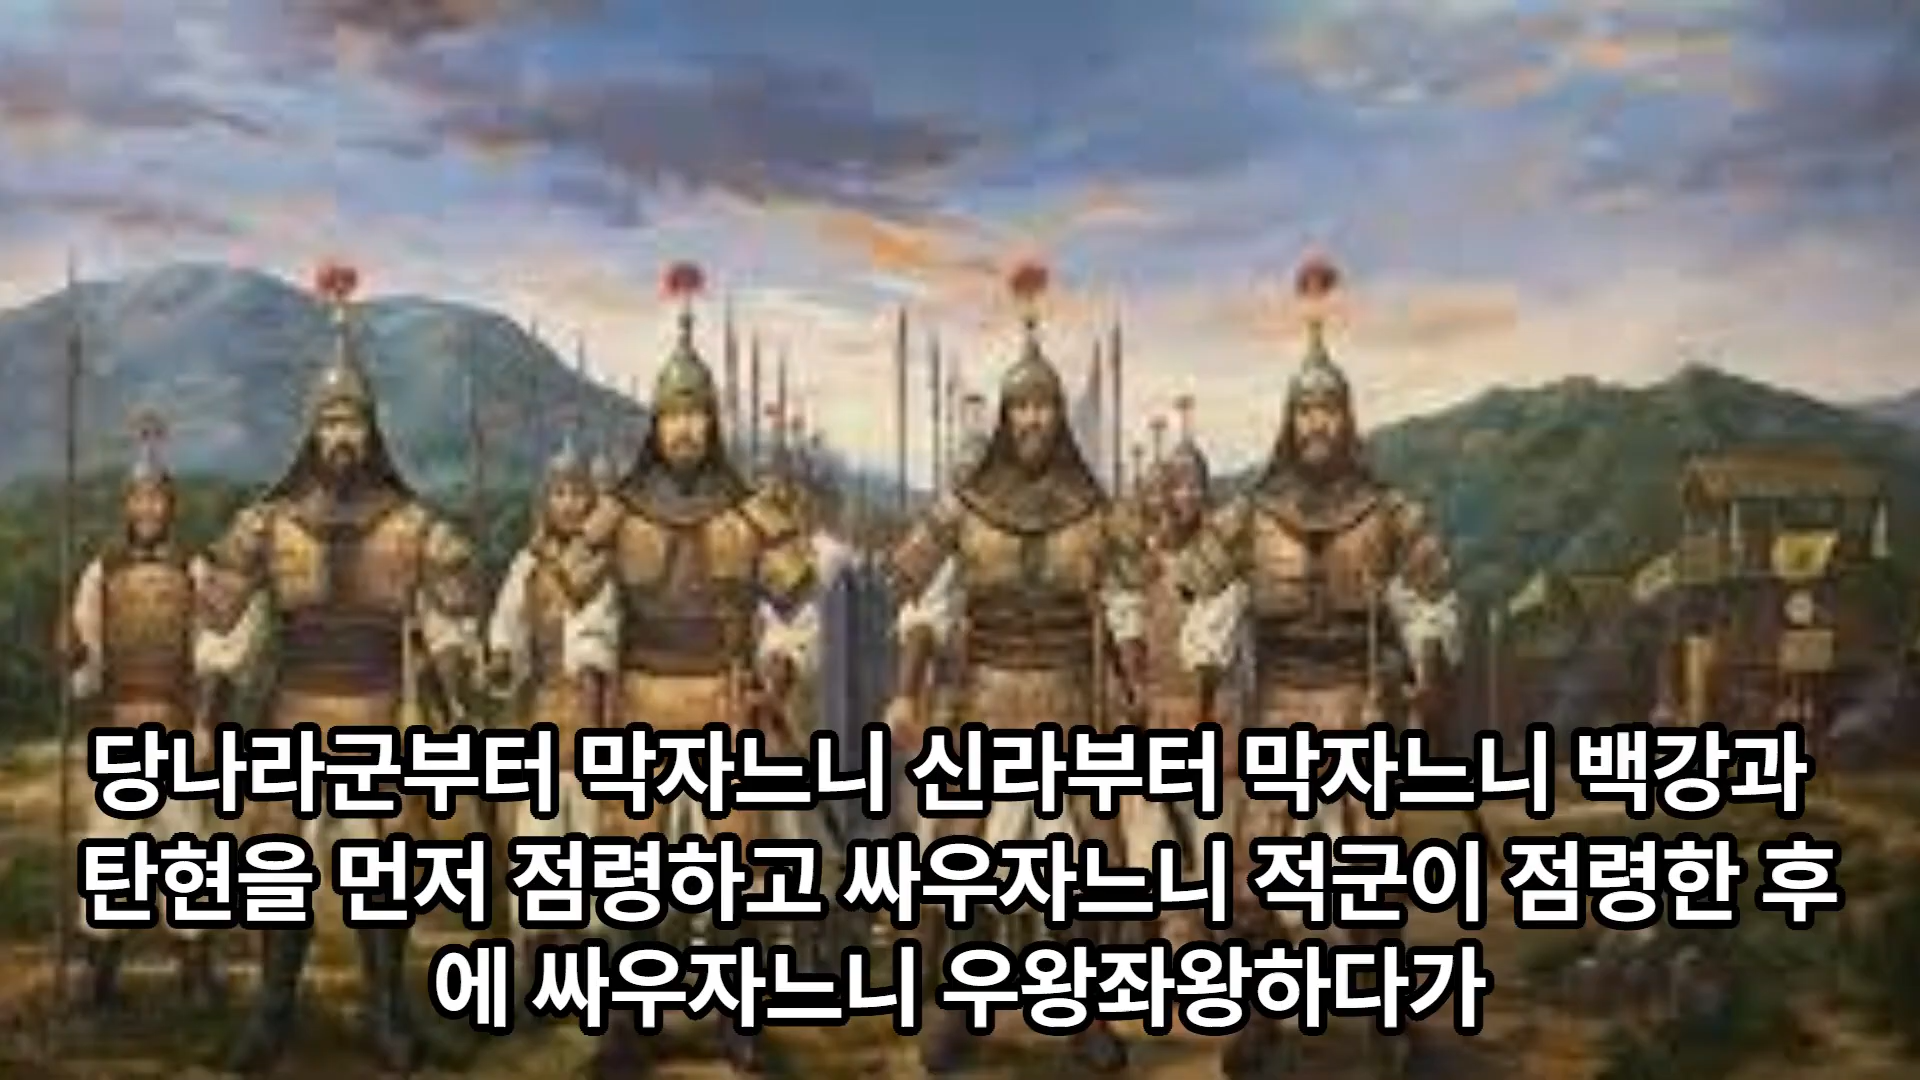 당나라군부터 막자느니 신라부터 막자느니 백강과
탄현을 먼저 점령하고 싸우자느니 적군이 점령한 후
에 싸우자느니 우왕좌왕하다가